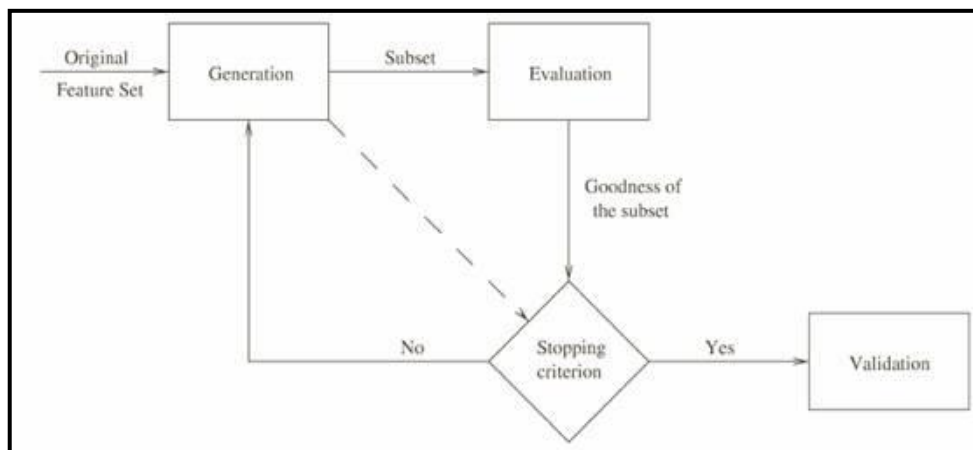 Original
Feature Set
Generation
Subset
Evaluation
Goodness of
the subset
No
Stopping
criterion
Yes
Validation